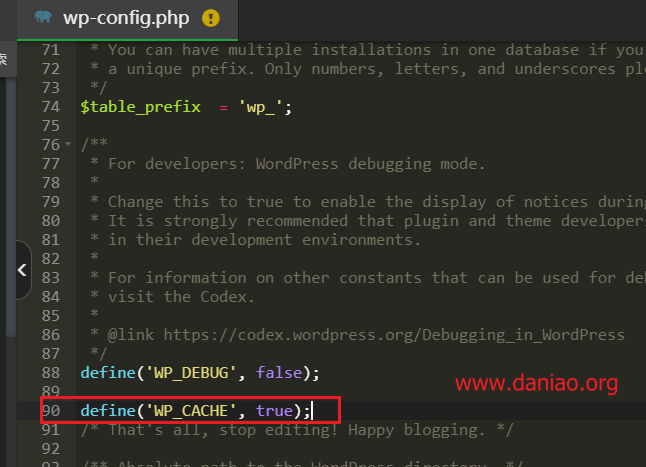 wp-config.php
索
71 * You can have multiple installations in one database if you
72 * a unique prefix. Only numbers, letters, and underscores ple
73 */
74 $table_prefix  = 'wp_';
75
76 /**
77 * For developers: WordPress debugging mode.
78 *
79 * Change this to true to enable the display of notices during
80 * It is strongly recommended that plugin and theme developers
81 * in their development environments.
82 *
83 * For information on other constants that can be used for deb
84 * visit the Codex.
85 *
86 * @link https://codex.wordpress.org/Debugging_in_WordPress
87 */
88 define('WP_DEBUG', false);
www.daniao.org
89
90 define('WP_CACHE', true);
91 /* That's all, stop editing! Happy blogging. */
92
93 /** Absolute path to the WordPress directory. */